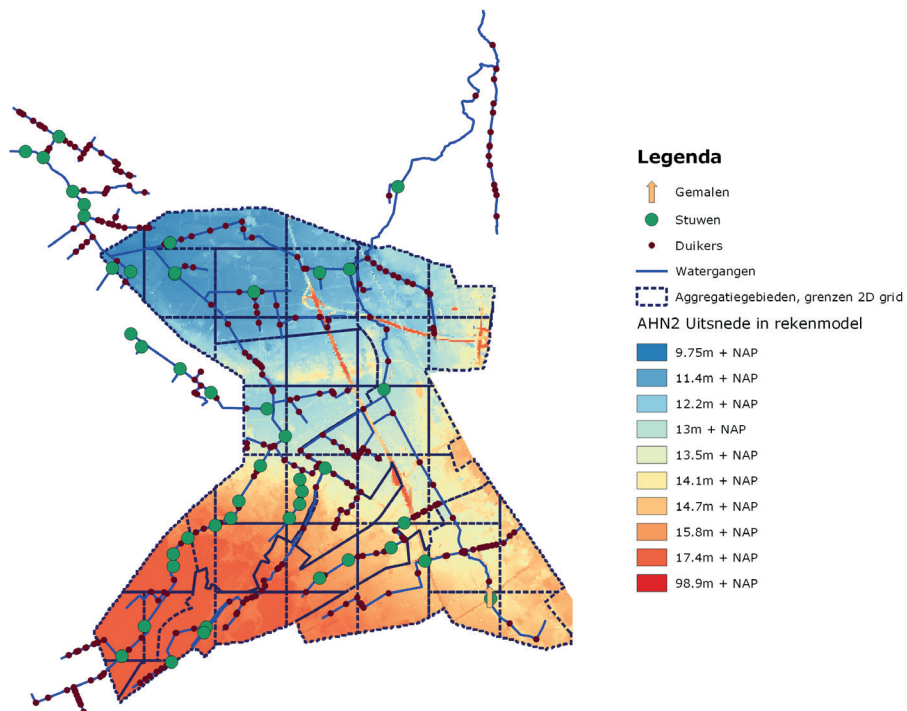 Legenda
Gemalen
Stuwen
Duikers
Watergangen
Aggregatiegebieden, grenzen 2D grid
AHN2 Uitsnede in rekenmodel
9.75m + NAP
11.4m + NAP
12.2m + NAP
13m + NAP
13.5m + NAP
14.1m + NAP
14.7m + NAP
15.8m + NAP
17.4m + NAP
98.9m + NAP